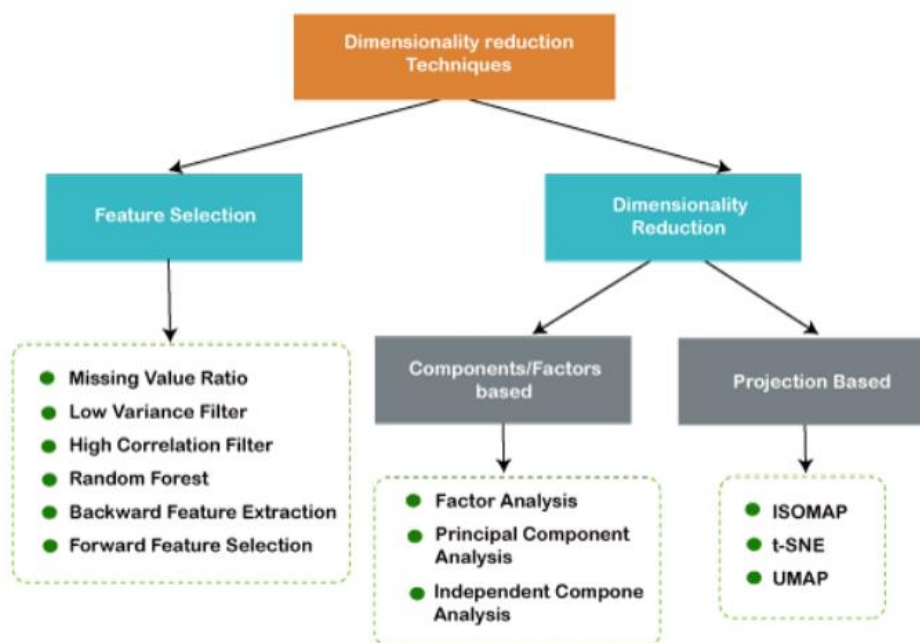 Dimensionality reduction
Techniques
Feature Selection
Dimensionality
Reduction
Missing Value Ratio
Low Variance Filter
High Correlation Filter
Random Forest
Backward Feature Extraction
Forward Feature Selection
Components/Factors
based
Projection Based
Factor Analysis
Principal Component
Analysis
Independent Compone
Analysis
ISOMAP
t-SNE
UMAP